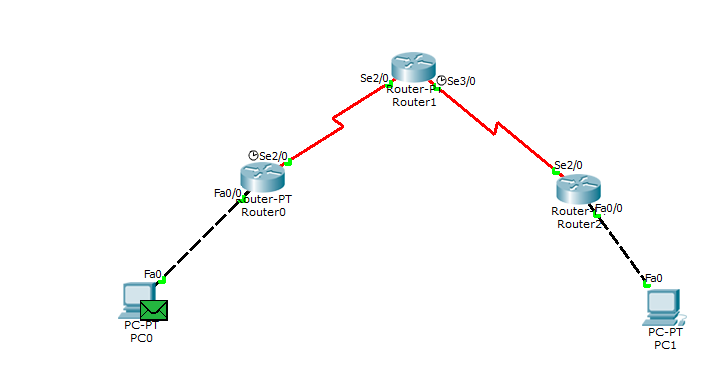 Se2/0
Se3/0
Router-PT
Router1
Se2/0
Fa0/0
Router-PT
Router0
Se2/0
Fa0/0
Router2
Fa0
PC-PT
PC0
Fa0
PC-PT
PC1